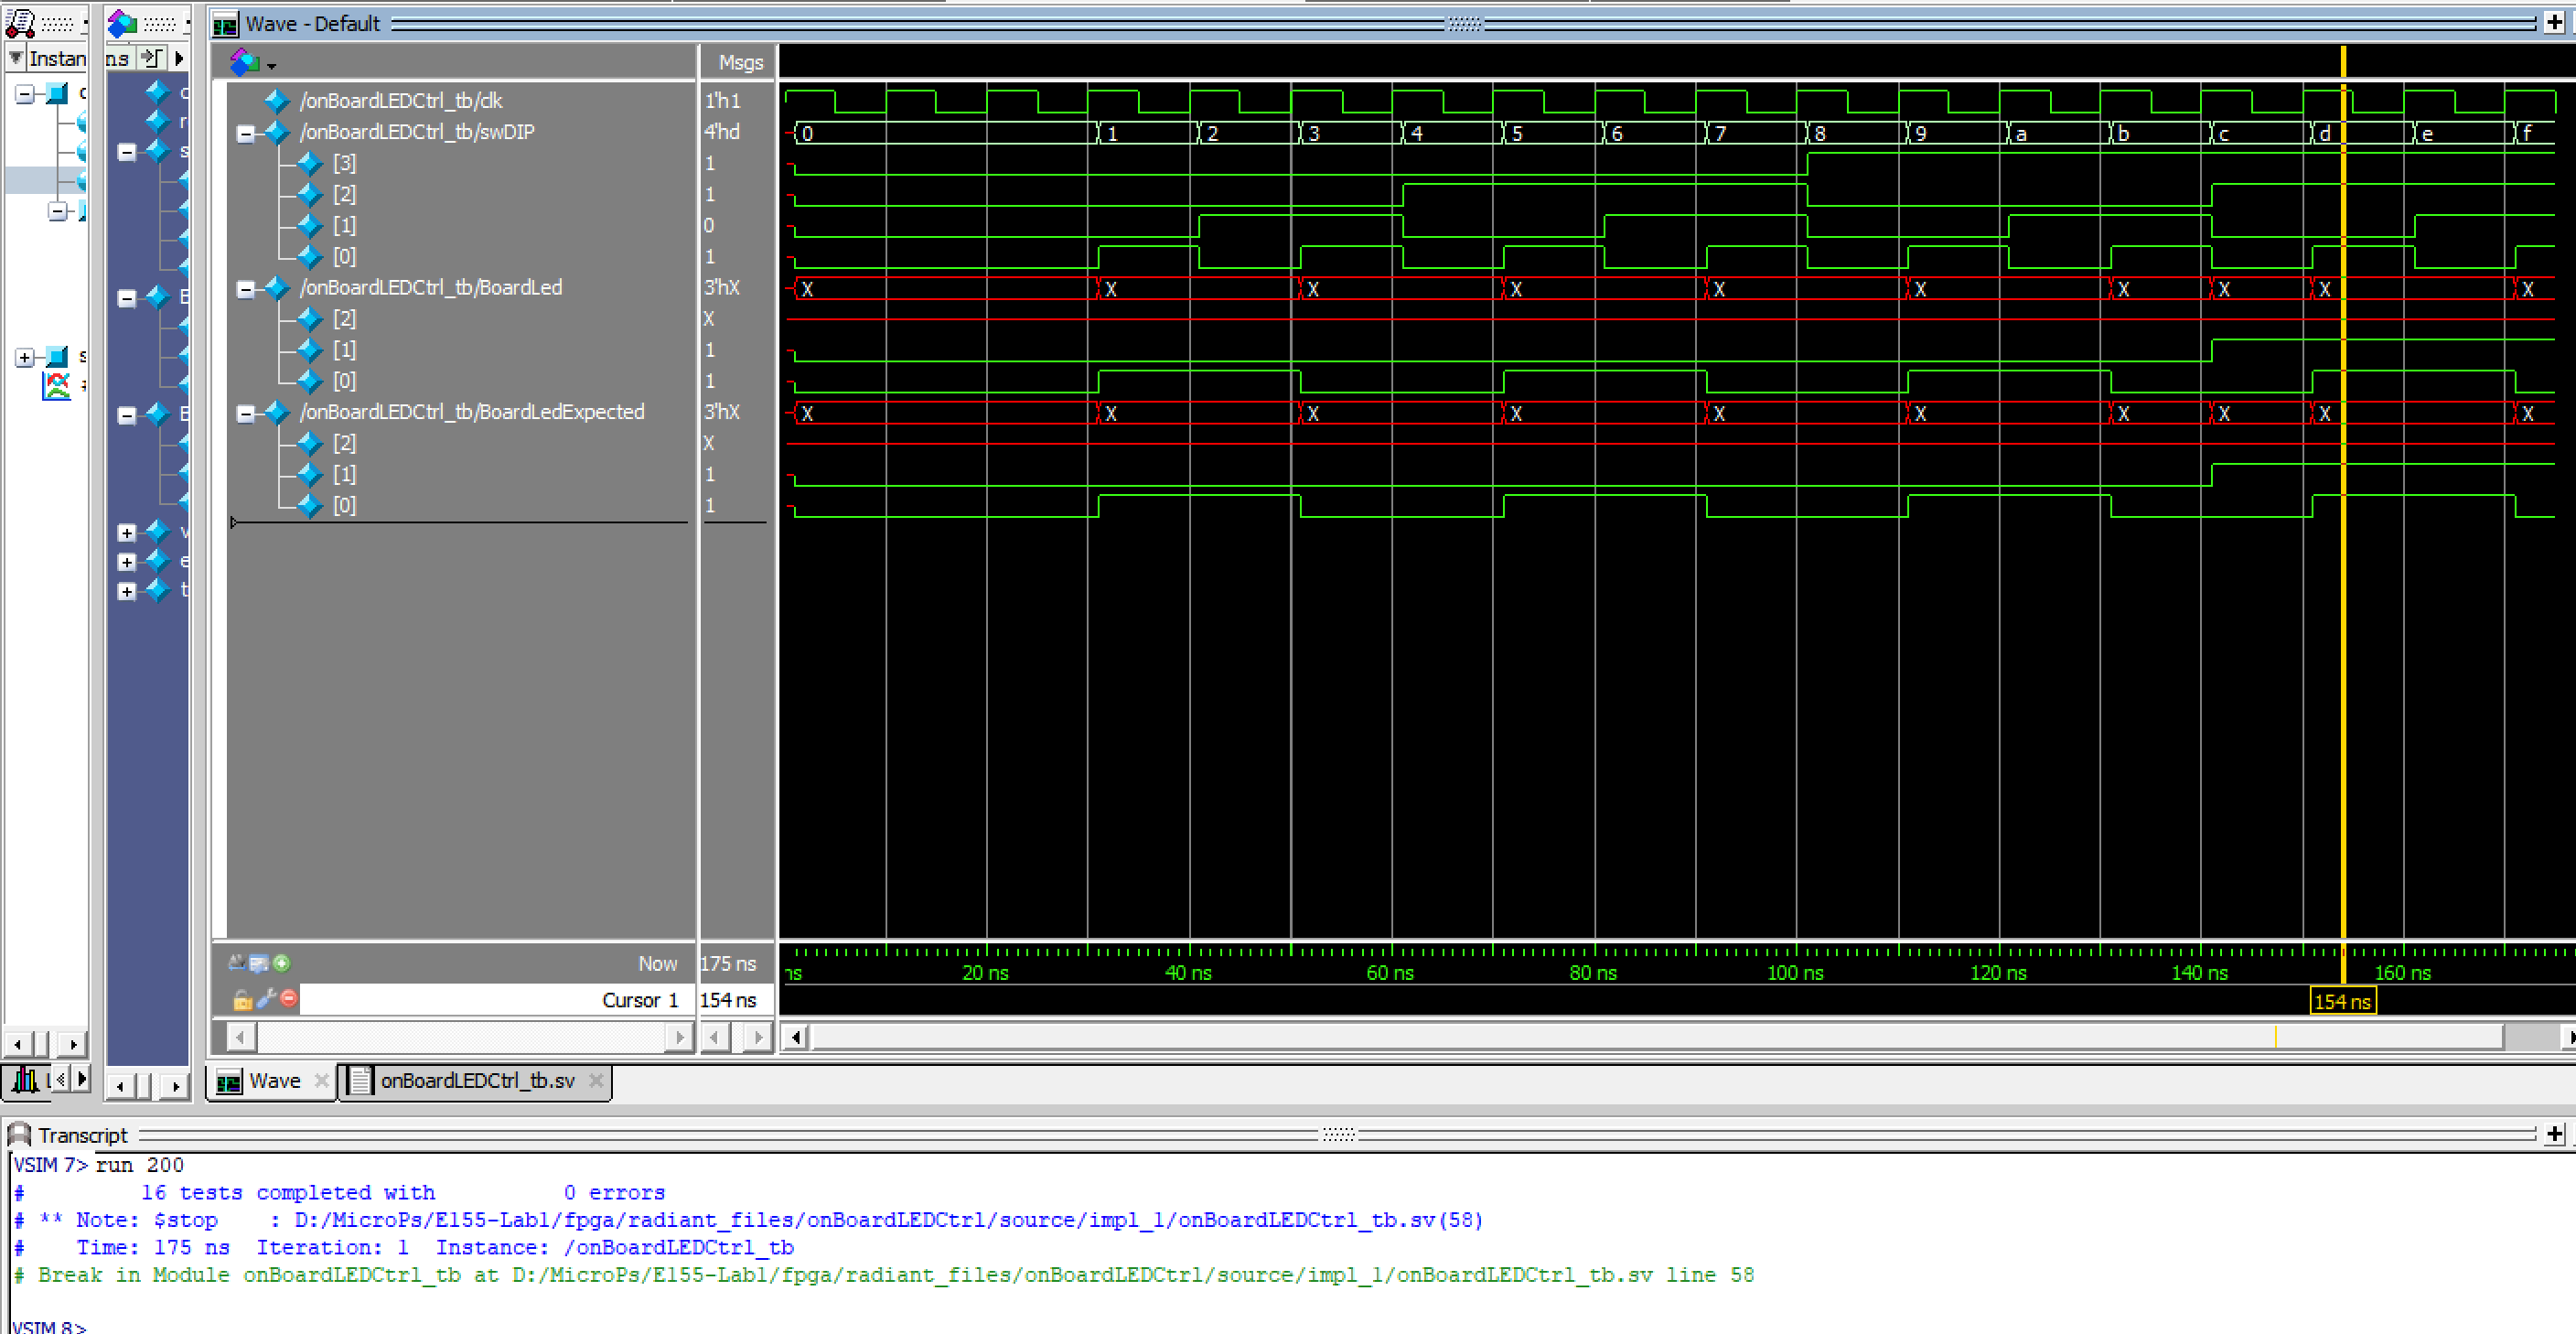 Wave - Default
Instan
ns
Msgs
/onBoardLEDCtrl_tb/clk 1'h1
/onBoardLEDCtrl_tb/swDIP 4'hd 0 1 2 3 4 5 6 7 8 9 a b c d e f
[3] 1
[2] 1
[1] 0
[0] 1
/onBoardLEDCtrl_tb/BoardLed 3'hX X X X X X X X X X X
[2] X
[1] 1
[0] 1
/onBoardLEDCtrl_tb/BoardLedExpected 3'hX X X X X X X X X X X
[2] X
[1] 1
[0] 1
Now 175 ns
20 ns 40 ns 60 ns 80 ns 100 ns 120 ns 140 ns 160 ns
Cursor 1 154 ns
154 ns
Wave onBoardLEDCtrl_tb.sv
Transcript
VSIM 7> run 200
# 16 tests completed with 0 errors
# ** Note: $stop : D:/MicroPs/E155-Lab1/fpga/radiant_files/onBoardLEDCtrl/source/impl_1/onBoardLEDCtrl_tb.sv(58)
# Time: 175 ns Iteration: 1 Instance: /onBoardLEDCtrl_tb
# Break in Module onBoardLEDCtrl_tb at D:/MicroPs/E155-Lab1/fpga/radiant_files/onBoardLEDCtrl/source/impl_1/onBoardLEDCtrl_tb.sv line 58
VSIM 8>